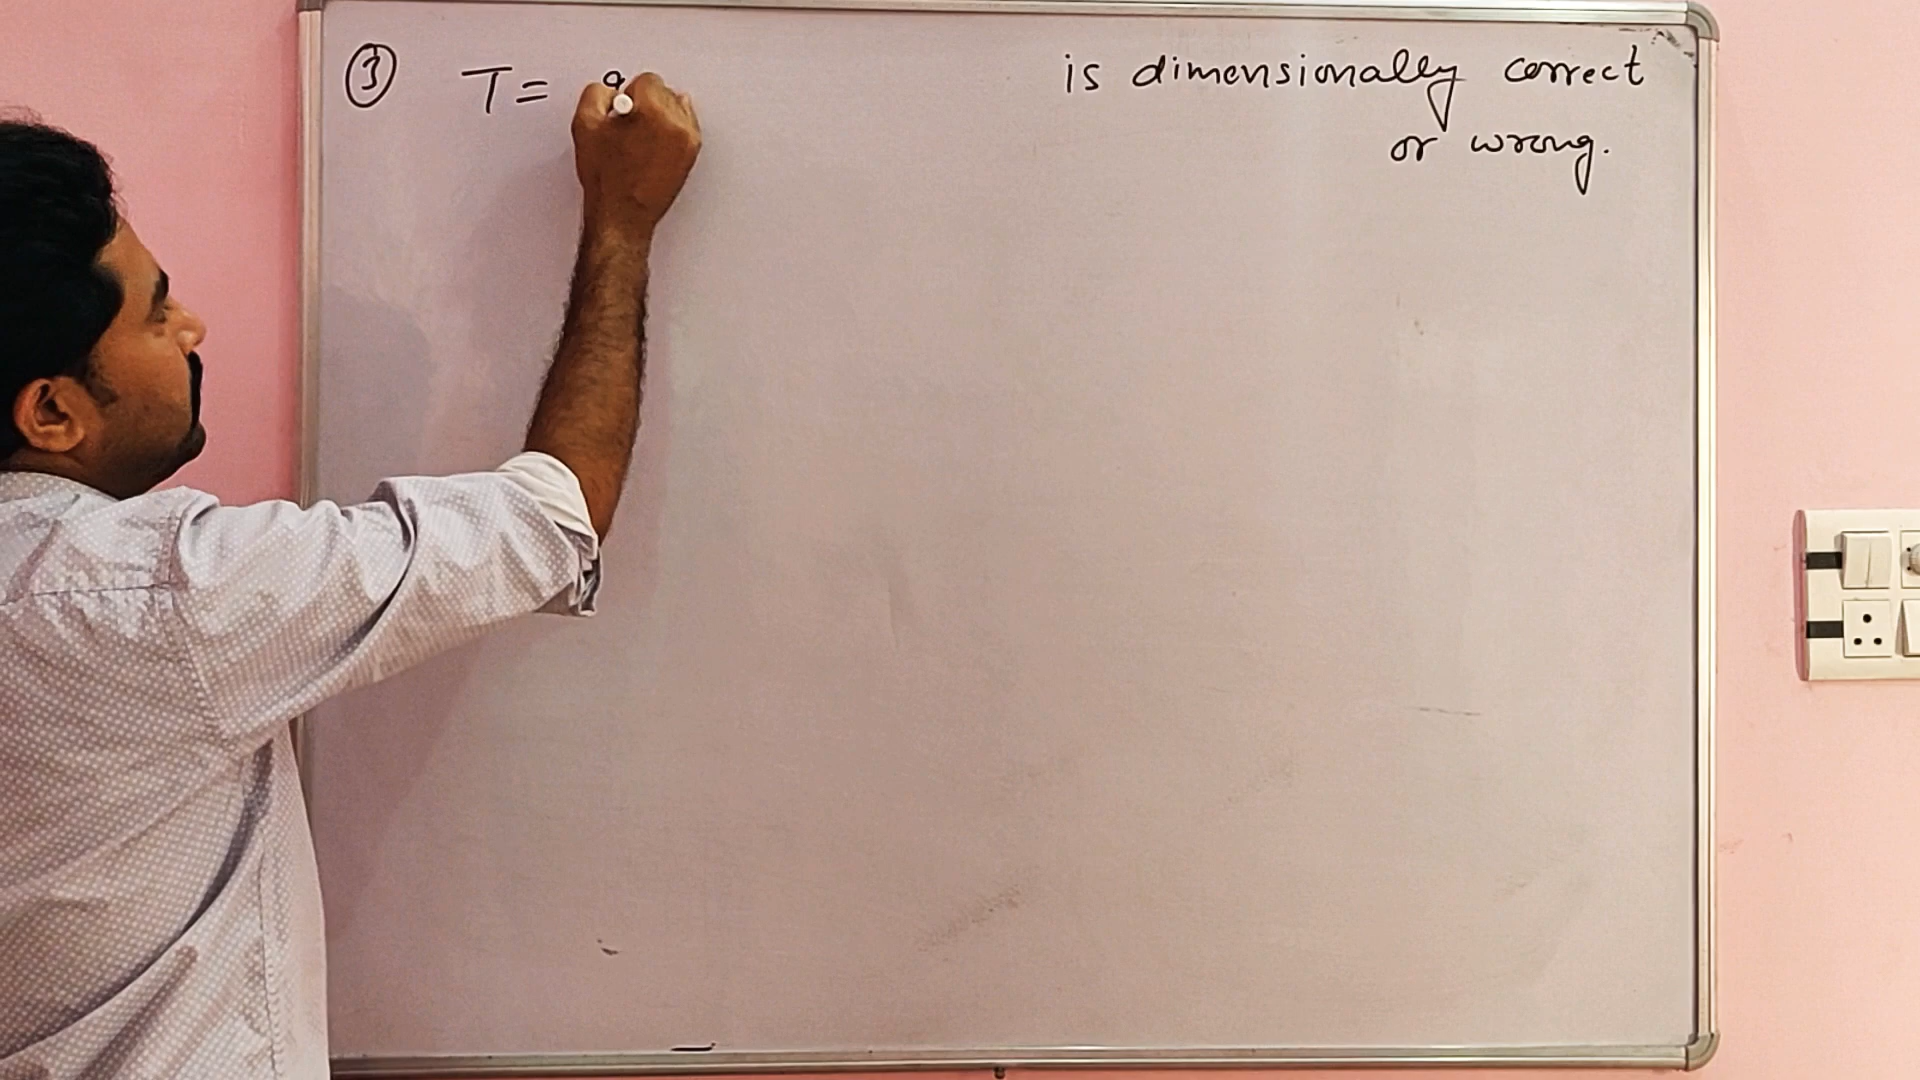 ③ T = is dimensionally correct
or wrong.